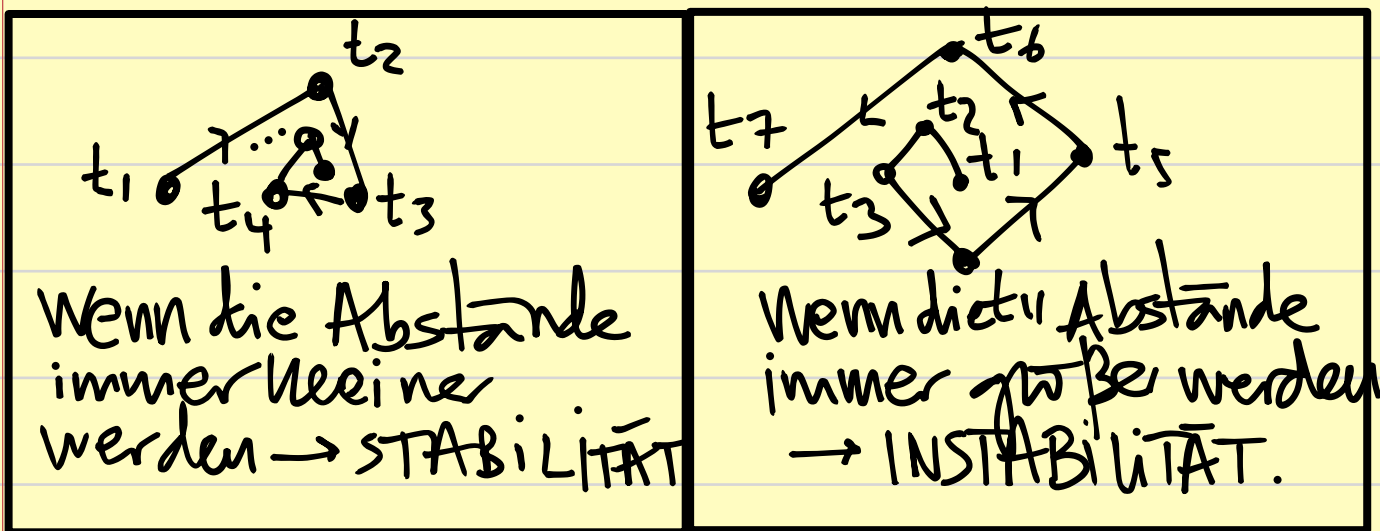 t2
t1
t4
t3
wenn die Abstände
immer kleiner
werden → STABILITÄT
t6
t7
t2
t1
t5
t3
t4
Wenn die Abstände
immer größer werden
→ INSTABILITÄT.